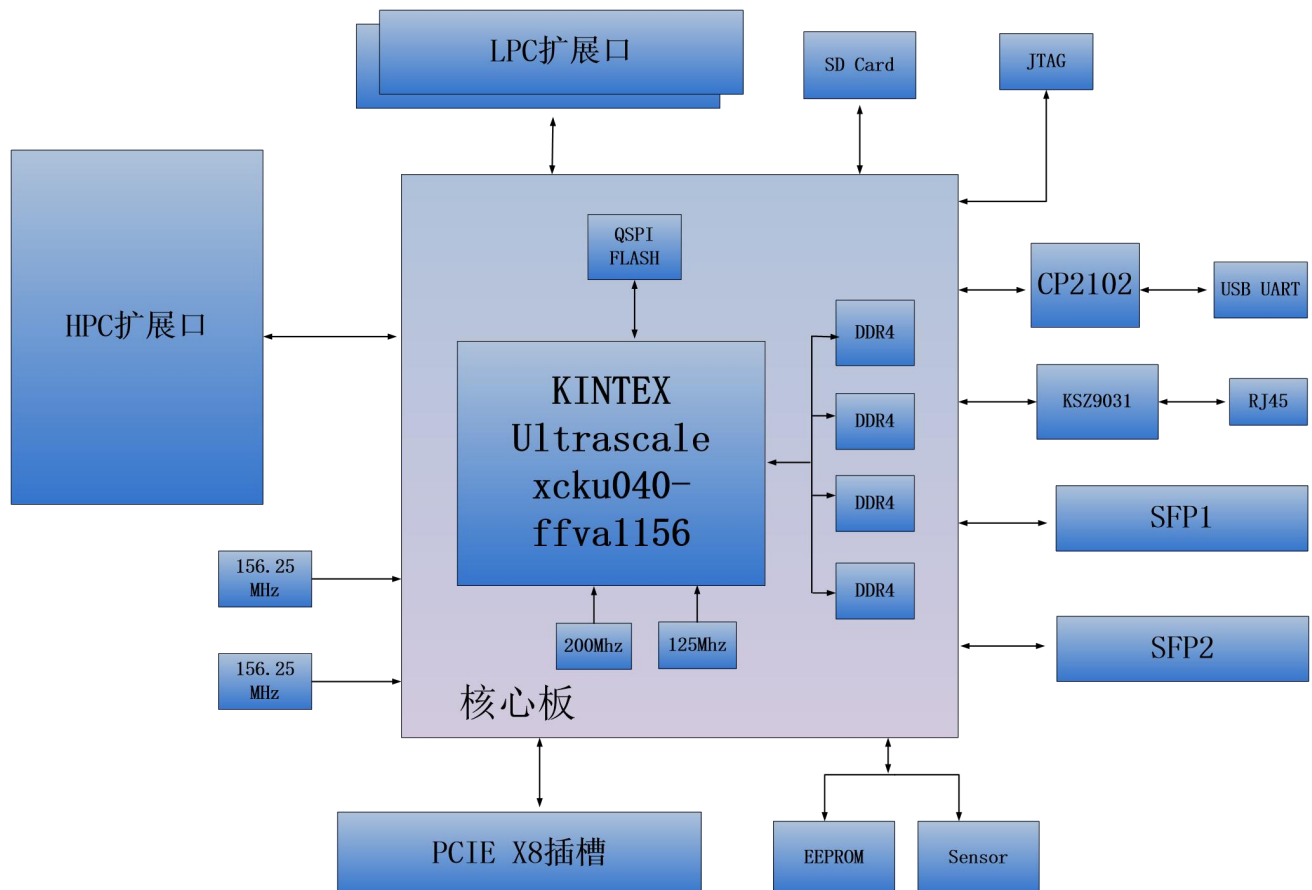 LPC扩展口
SD Card
JTAG
HPC扩展口
QSPI
FLASH
CP2102
USB UART
DDR4
KINTEX
Ultrascale
xcku040-
ffva1156
DDR4
KSZ9031
RJ45
DDR4
SFP1
DDR4
156.25
MHz
200Mhz
125Mhz
SFP2
156.25
MHz
核心板
PCIE X8插槽
EEPROM
Sensor